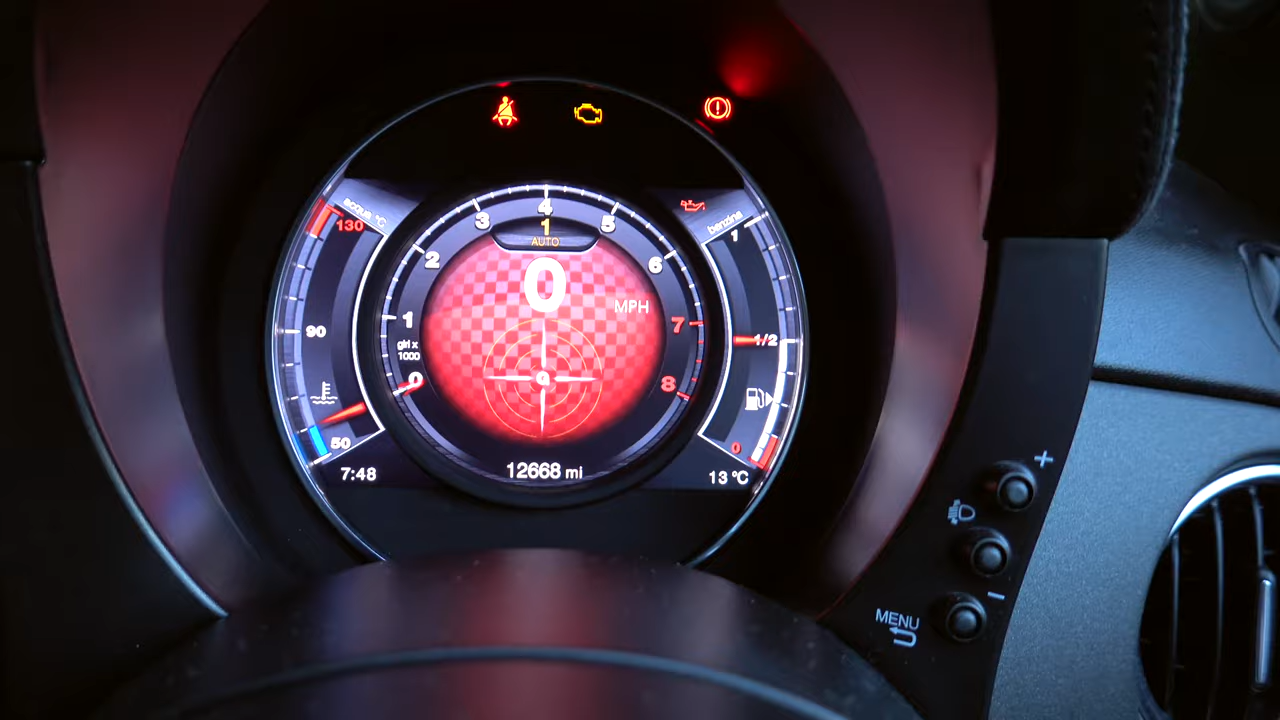 acqua °C
130
90
50
7:48
giri x
1000
0
1
2
3
4
5
6
7
8
1
AUTO
0
MPH
12668 mi
benzina
1
1/2
0
13 °C
+
−
MENU